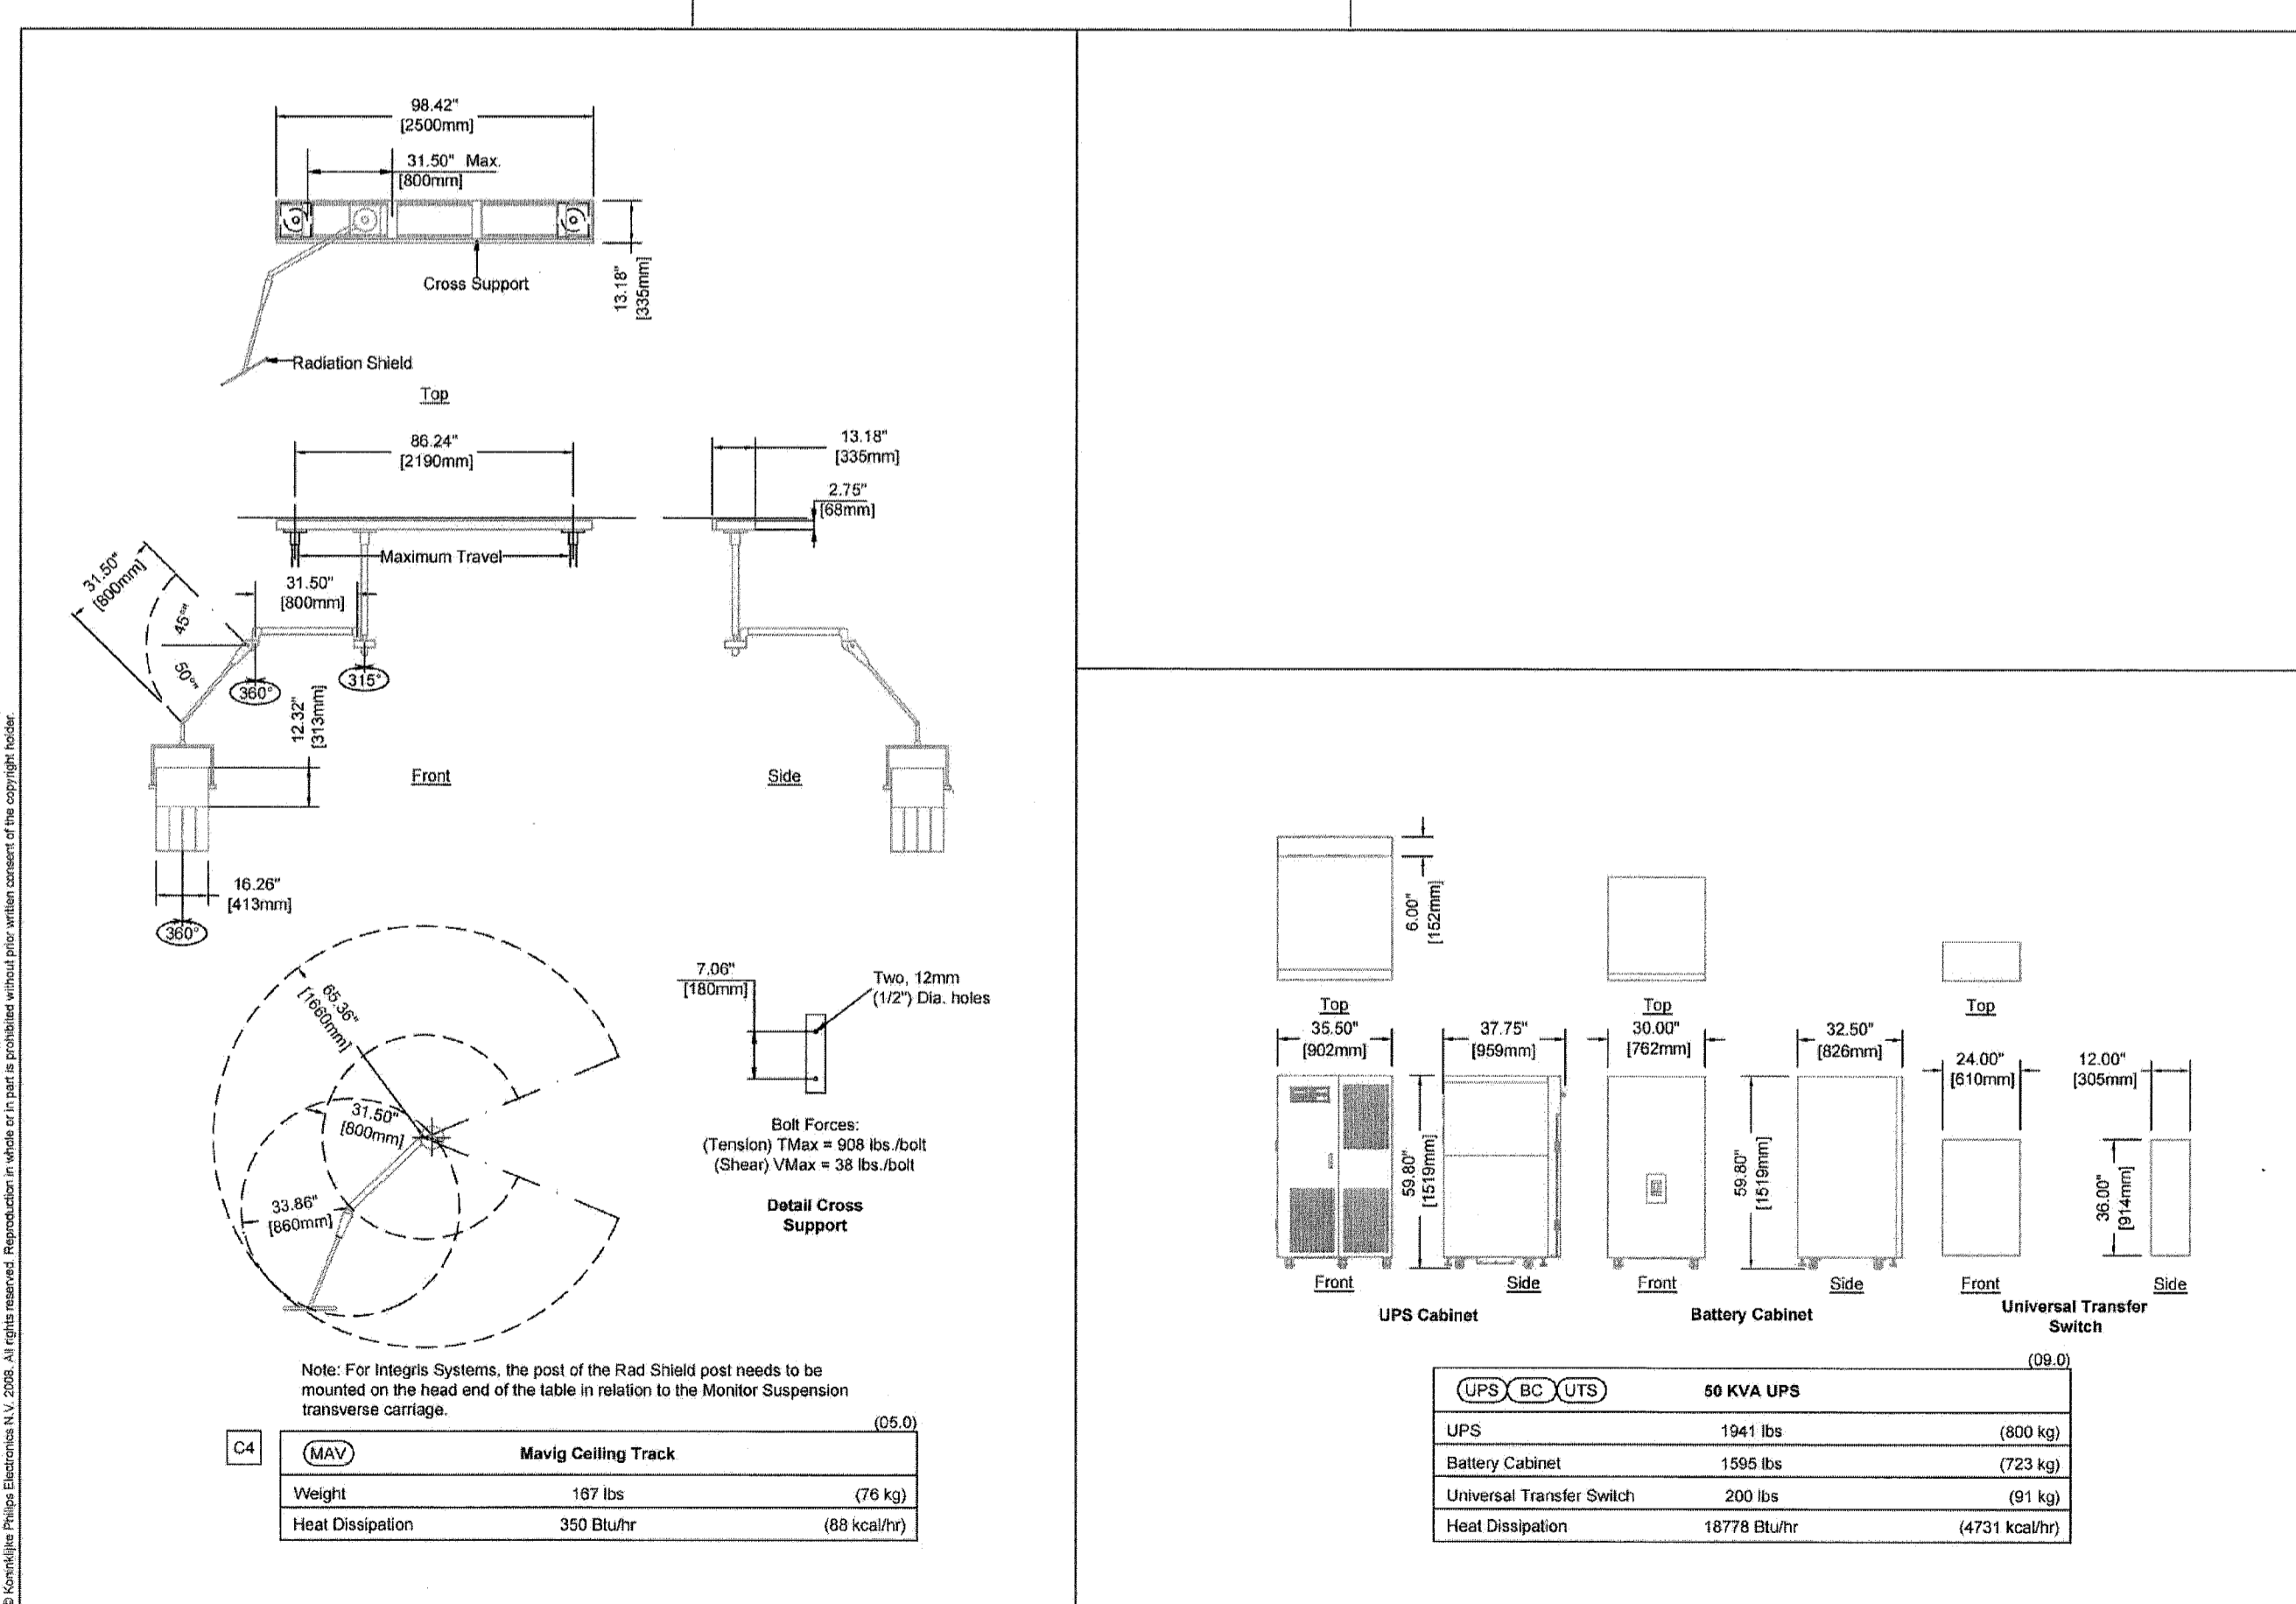 98.42"
[2500mm]
31.50" Max.
[800mm]
13.18"
[335mm]
Cross Support
Radiation Shield
Top
86.24"
[2190mm]
13.18"
[335mm]
2.75"
[68mm]
Maximum Travel
31.50"
[800mm]
31.50"
[800mm]
45°"
50°"
360°
315°
12.32"
[313mm]
Front
Side
16.26"
[413mm]
360°
65.36"
[1660mm]
31.50"
[800mm]
33.86"
[860mm]
7.06"
[180mm]
Two, 12mm
(1/2") Dia. holes
Bolt Forces:
(Tension) TMax = 908 lbs./bolt
(Shear) VMax = 38 lbs./bolt
Detail Cross
Support
Note: For Integris Systems, the post of the Rad Shield post needs to be
mounted on the head end of the table in relation to the Monitor Suspension
transverse carriage.
(05.0)
C4
MAV Mavig Ceiling Track
Weight 167 lbs (76 kg)
Heat Dissipation 350 Btu/hr (88 kcal/hr)
© Koninklijke Philips Electronics N.V. 2008. All rights reserved. Reproduction in whole or in part is prohibited without prior written consent of the copyright holder.
6.00"
[152mm]
Top
Top
Top
35.50"
[902mm]
37.75"
[959mm]
30.00"
[762mm]
32.50"
[826mm]
24.00"
[610mm]
12.00"
[305mm]
59.80"
[1519mm]
59.80"
[1519mm]
36.00"
[914mm]
Front
Side
Front
Side
Front
Side
UPS Cabinet
Battery Cabinet
Universal Transfer
Switch
(09.0)
UPS BC UTS 50 KVA UPS
UPS 1941 lbs (800 kg)
Battery Cabinet 1595 lbs (723 kg)
Universal Transfer Switch 200 lbs (91 kg)
Heat Dissipation 18778 Btu/hr (4731 kcal/hr)